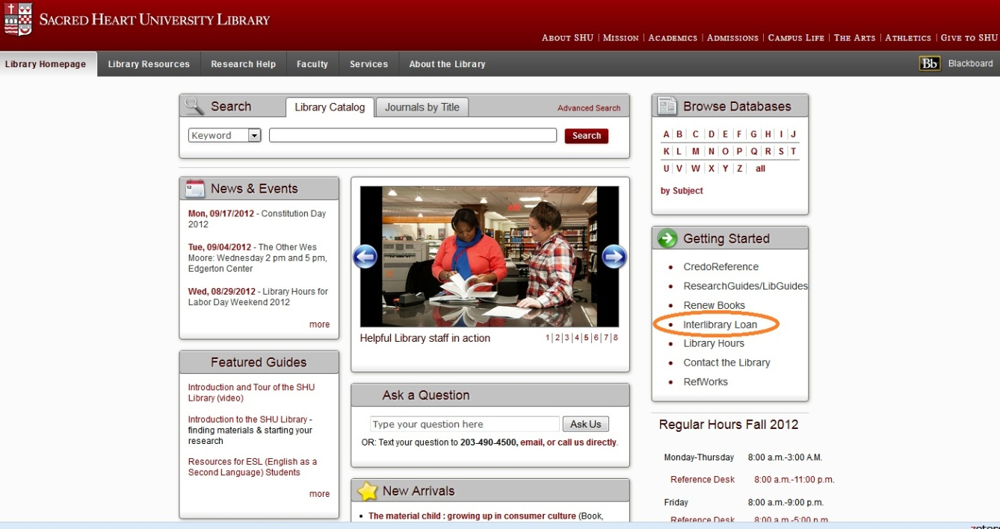 SACRED HEART UNIVERSITY LIBRARY
ABOUT SHU | MISSION | ACADEMICS | ADMISSIONS | CAMPUS LIFE | THE ARTS | ATHLETICS | GIVE TO SHU
Library Homepage
Library Resources
Research Help
Faculty
Services
About the Library
Bb Blackboard
Search
Library Catalog
Journals by Title
Advanced Search
Keyword
Search
News & Events
Mon, 09/17/2012 - Constitution Day
2012
Tue, 09/04/2012 - The Other Wes
Moore: Wednesday 2 pm and 5 pm,
Edgerton Center
Wed, 08/29/2012 - Library Hours for
Labor Day Weekend 2012
more
Featured Guides
Introduction and Tour of the SHU
Library (video)
Introduction to the SHU Library -
finding materials & starting your
research
Resources for ESL (English as a
Second Language) Students
more
Helpful Library staff in action
1|2|3|4|5|6|7|8
Ask a Question
Type your question here
Ask Us
OR: Text your question to 203-490-4500, email, or call us directly.
New Arrivals
• The material child : growing up in consumer culture (Book,
Browse Databases
A | B | C | D | E | F | G | H | I | J
K | L | M | N | O | P | Q | R | S | T
U | V | W | X | Y | Z | all
by Subject
Getting Started
• CredoReference
• ResearchGuides/LibGuides
• Renew Books
• Interlibrary Loan
• Library Hours
• Contact the Library
• RefWorks
Regular Hours Fall 2012
Monday-Thursday 8:00 a.m.-3:00 A.M.
Reference Desk 8:00 a.m.-11:00 p.m.
Friday 8:00 a.m.-9:00 p.m.
Reference Desk 8:00 a.m.-5:00 p.m.